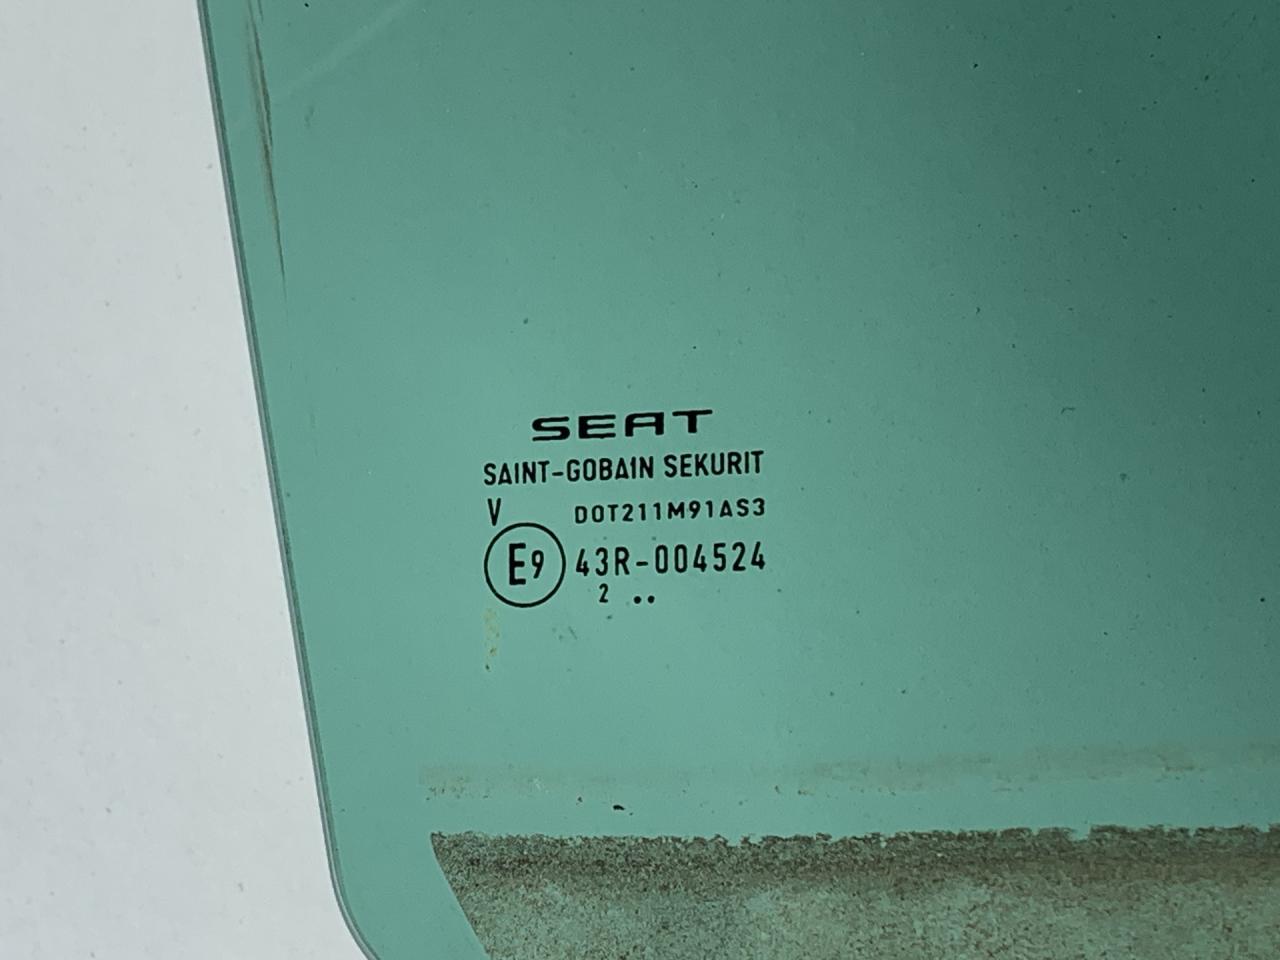 SEAT
SAINT-GOBAIN SEKURIT
V DOT211M91AS3
E9 43R-004524
2 ..